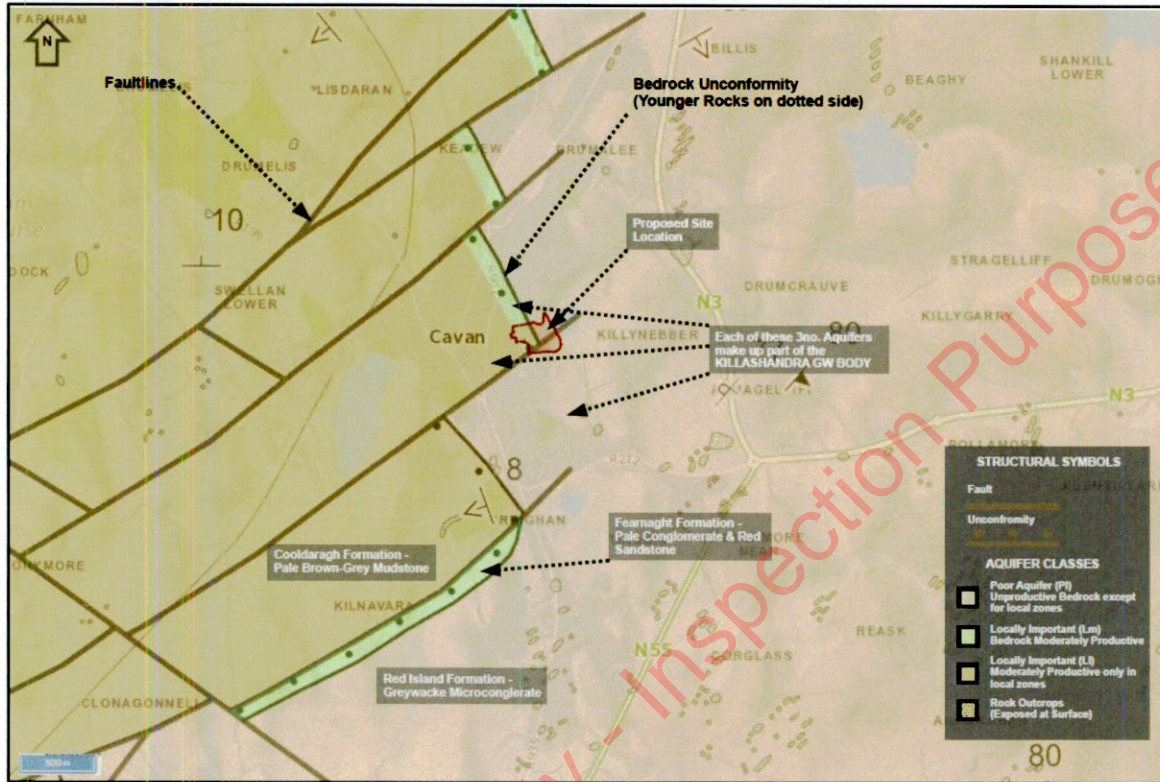 FARNHAM
N
Faultlines
LISDARAN
BILLIS
BEAGHY
SHANKILL
LOWER
Bedrock Unconformity
(Younger Rocks on dotted side)
KEADEW
DRUMALEE
DRUMELIS
10
DOCK
SWELLAN
LOWER
Proposed Site
Location
STRAGELLIFF
DRUMCRAUVE
N3
Cavan
KILLYNEBBER
KILLYGARRY
80
Each of these 3no. Aquifers
make up part of the
KILLASHANDRA GW BODY
N3
R212
8
Fearnaght Formation -
Pale Conglomerate & Red
Sandstone
Cooldaragh Formation -
Pale Brown-Grey Mudstone
KILNAVARA
REASK
N55
GORGLASS
Red Island Formation -
Greywacke Microconglerate
CLONAGONNELL
500m
80
STRUCTURAL SYMBOLS
Fault
Unconfromity
AQUIFER CLASSES
Poor Aquifer (Pl)
Unproductive Bedrock except
for local zones
Locally Important (Lm)
Bedrock Moderately Productive
Locally Important (Ll)
Moderately Productive only in
local zones
Rock Outcrops
(Exposed at Surface)
Inspection Purpose